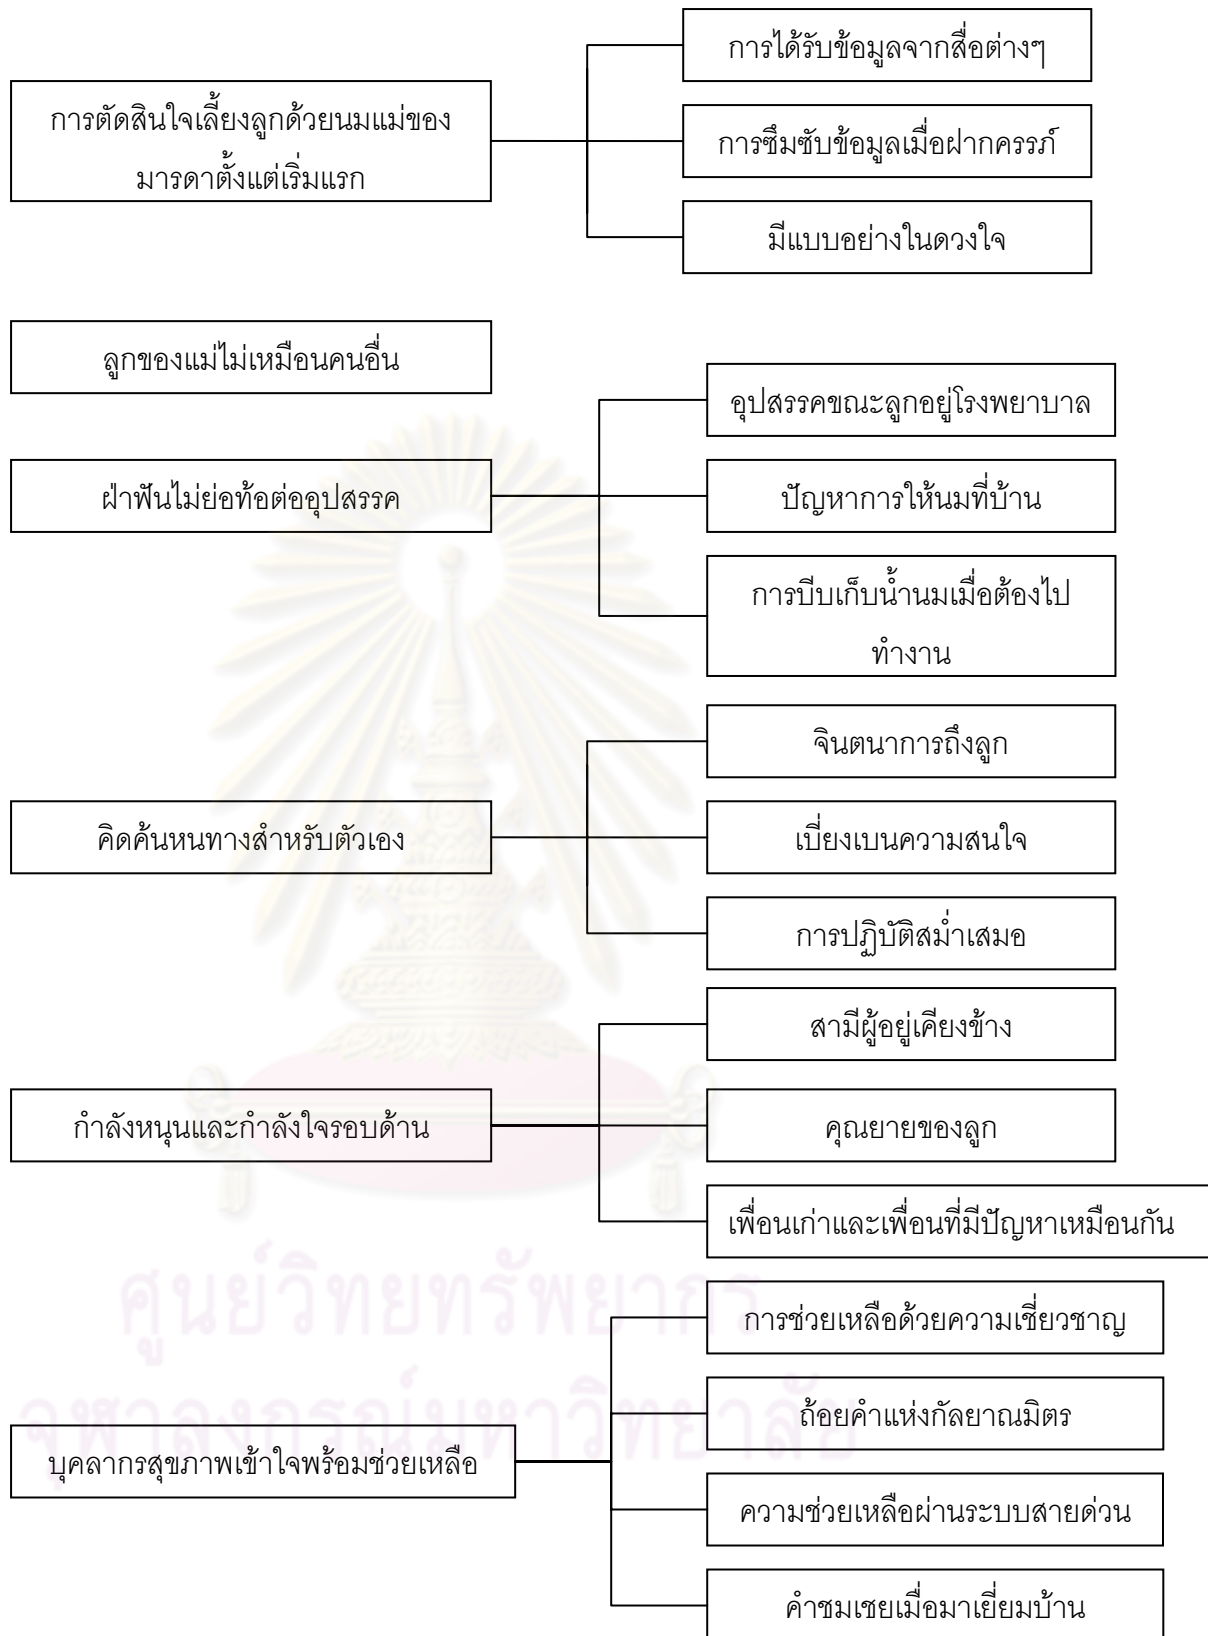 การได้รับข้อมูลจากสื่อต่างๆ
การตัดสินใจเลี้ยงลูกด้วยนมแม่ของ
มารดาตั้งแต่เริ่มแรก
การซึมซับข้อมูลเมื่อฝากครรภ์
มีแบบอย่างในดวงใจ
ลูกของแม่ไม่เหมือนคนอื่น
อุปสรรคขณะลูกอยู่โรงพยาบาล
ฝ่าฟันไม่ย่อท้อต่ออุปสรรค
ปัญหาการให้นมที่บ้าน
การบีบเก็บน้ำนมเมื่อต้องไป
ทำงาน
จินตนาการถึงลูก
คิดค้นหนทางสำหรับตัวเอง
เบี่ยงเบนความสนใจ
การปฏิบัติสม่ำเสมอ
สามีผู้อยู่เคียงข้าง
กำลังหนุนและกำลังใจรอบด้าน
คุณยายของลูก
เพื่อนเก่าและเพื่อนที่มีปัญหาเหมือนกัน
ศูนย์วิทยทรัพยากร
จุฬาลงกรณ์มหาวิทยาลัย
การช่วยเหลือด้วยความเชี่ยวชาญ
ถ้อยคำแห่งกัลยาณมิตร
บุคลากรสุขภาพเข้าใจพร้อมช่วยเหลือ
ความช่วยเหลือผ่านระบบสายด่วน
คำชมเชยเมื่อมาเยี่ยมบ้าน